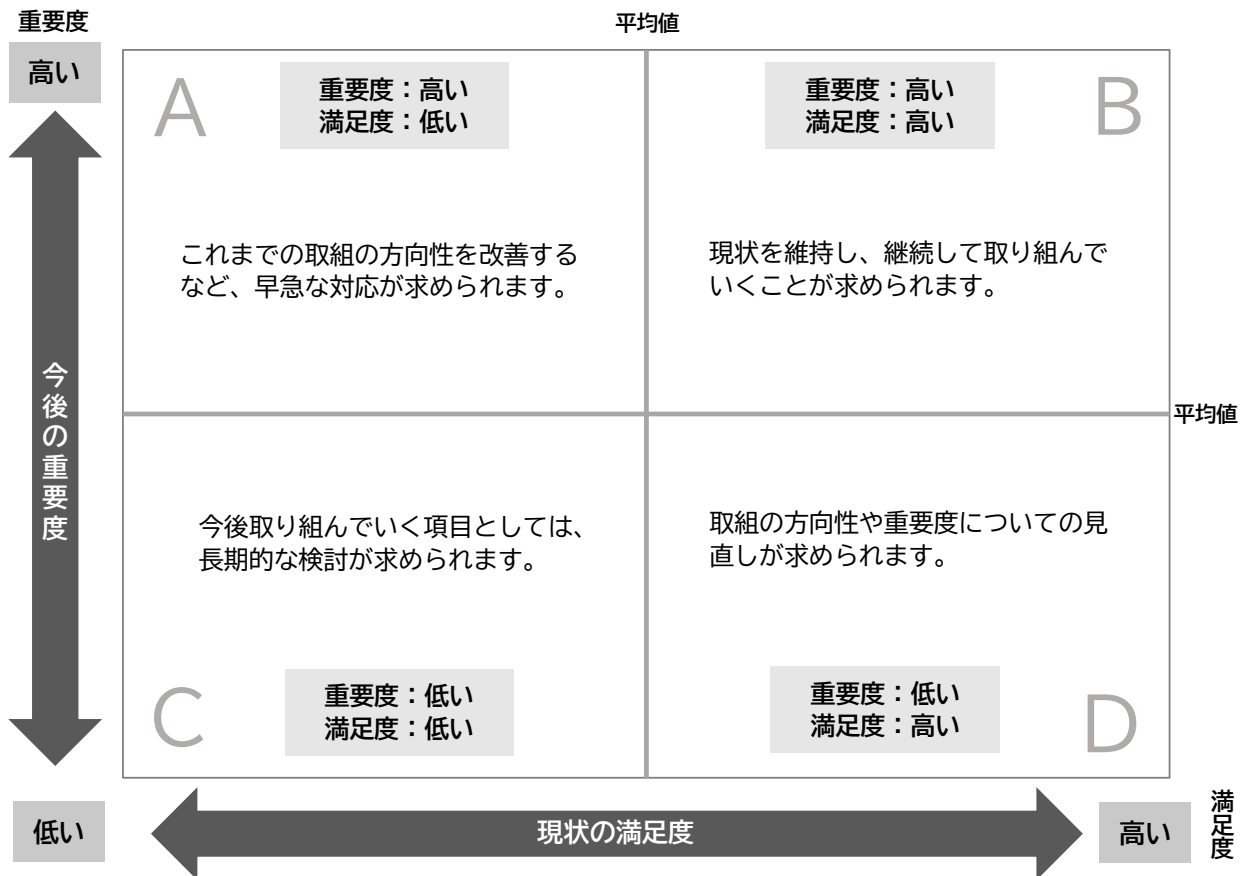 重要度
平均値
高い
A
重要度：高い
満足度：低い
重要度：高い
満足度：高い
B
これまでの取組の方向性を改善する
など、早急な対応が求められます。
現状を維持し、継続して取り組んで
いくことが求められます。
今後の重要度
平均値
今後取り組んでいく項目としては、
長期的な検討が求められます。
取組の方向性や重要度についての見
直しが求められます。
C
重要度：低い
満足度：低い
重要度：低い
満足度：高い
D
低い
現状の満足度
高い
満足度